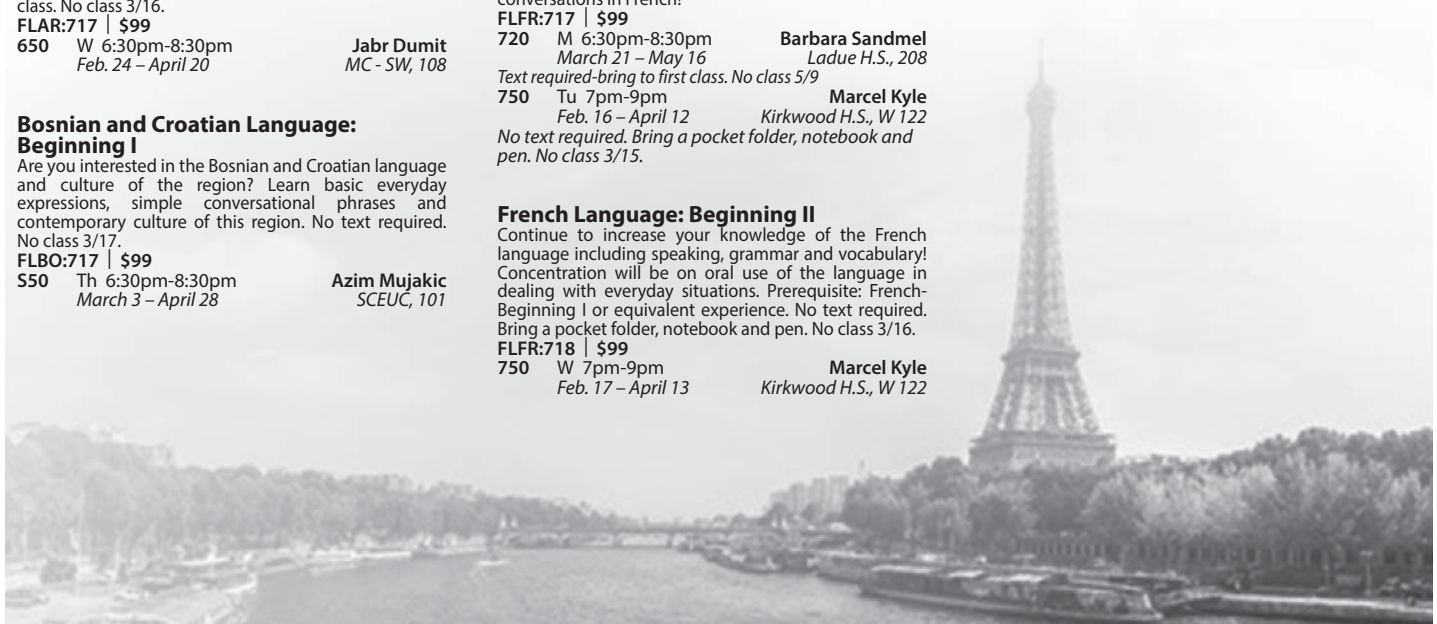 class. No class 3/16.
FLAR:717 | $99
650 W 6:30pm-8:30pm Jabr Dumit
Feb. 24 – April 20 MC - SW, 108
Bosnian and Croatian Language:
Beginning I
Are you interested in the Bosnian and Croatian language
and culture of the region? Learn basic everyday
expressions, simple conversational phrases and
contemporary culture of this region. No text required.
No class 3/17.
FLBO:717 | $99
S50 Th 6:30pm-8:30pm Azim Mujakic
March 3 – April 28 SCEUC, 101
conversations in French!
FLFR:717 | $99
720 M 6:30pm-8:30pm Barbara Sandmel
March 21 – May 16 Ladue H.S., 208
Text required-bring to first class. No class 5/9
750 Tu 7pm-9pm Marcel Kyle
Feb. 16 – April 12 Kirkwood H.S., W 122
No text required. Bring a pocket folder, notebook and
pen. No class 3/15.
French Language: Beginning II
Continue to increase your knowledge of the French
language including speaking, grammar and vocabulary!
Concentration will be on oral use of the language in
dealing with everyday situations. Prerequisite: French-
Beginning I or equivalent experience. No text required.
Bring a pocket folder, notebook and pen. No class 3/16.
FLFR:718 | $99
750 W 7pm-9pm Marcel Kyle
Feb. 17 – April 13 Kirkwood H.S., W 122